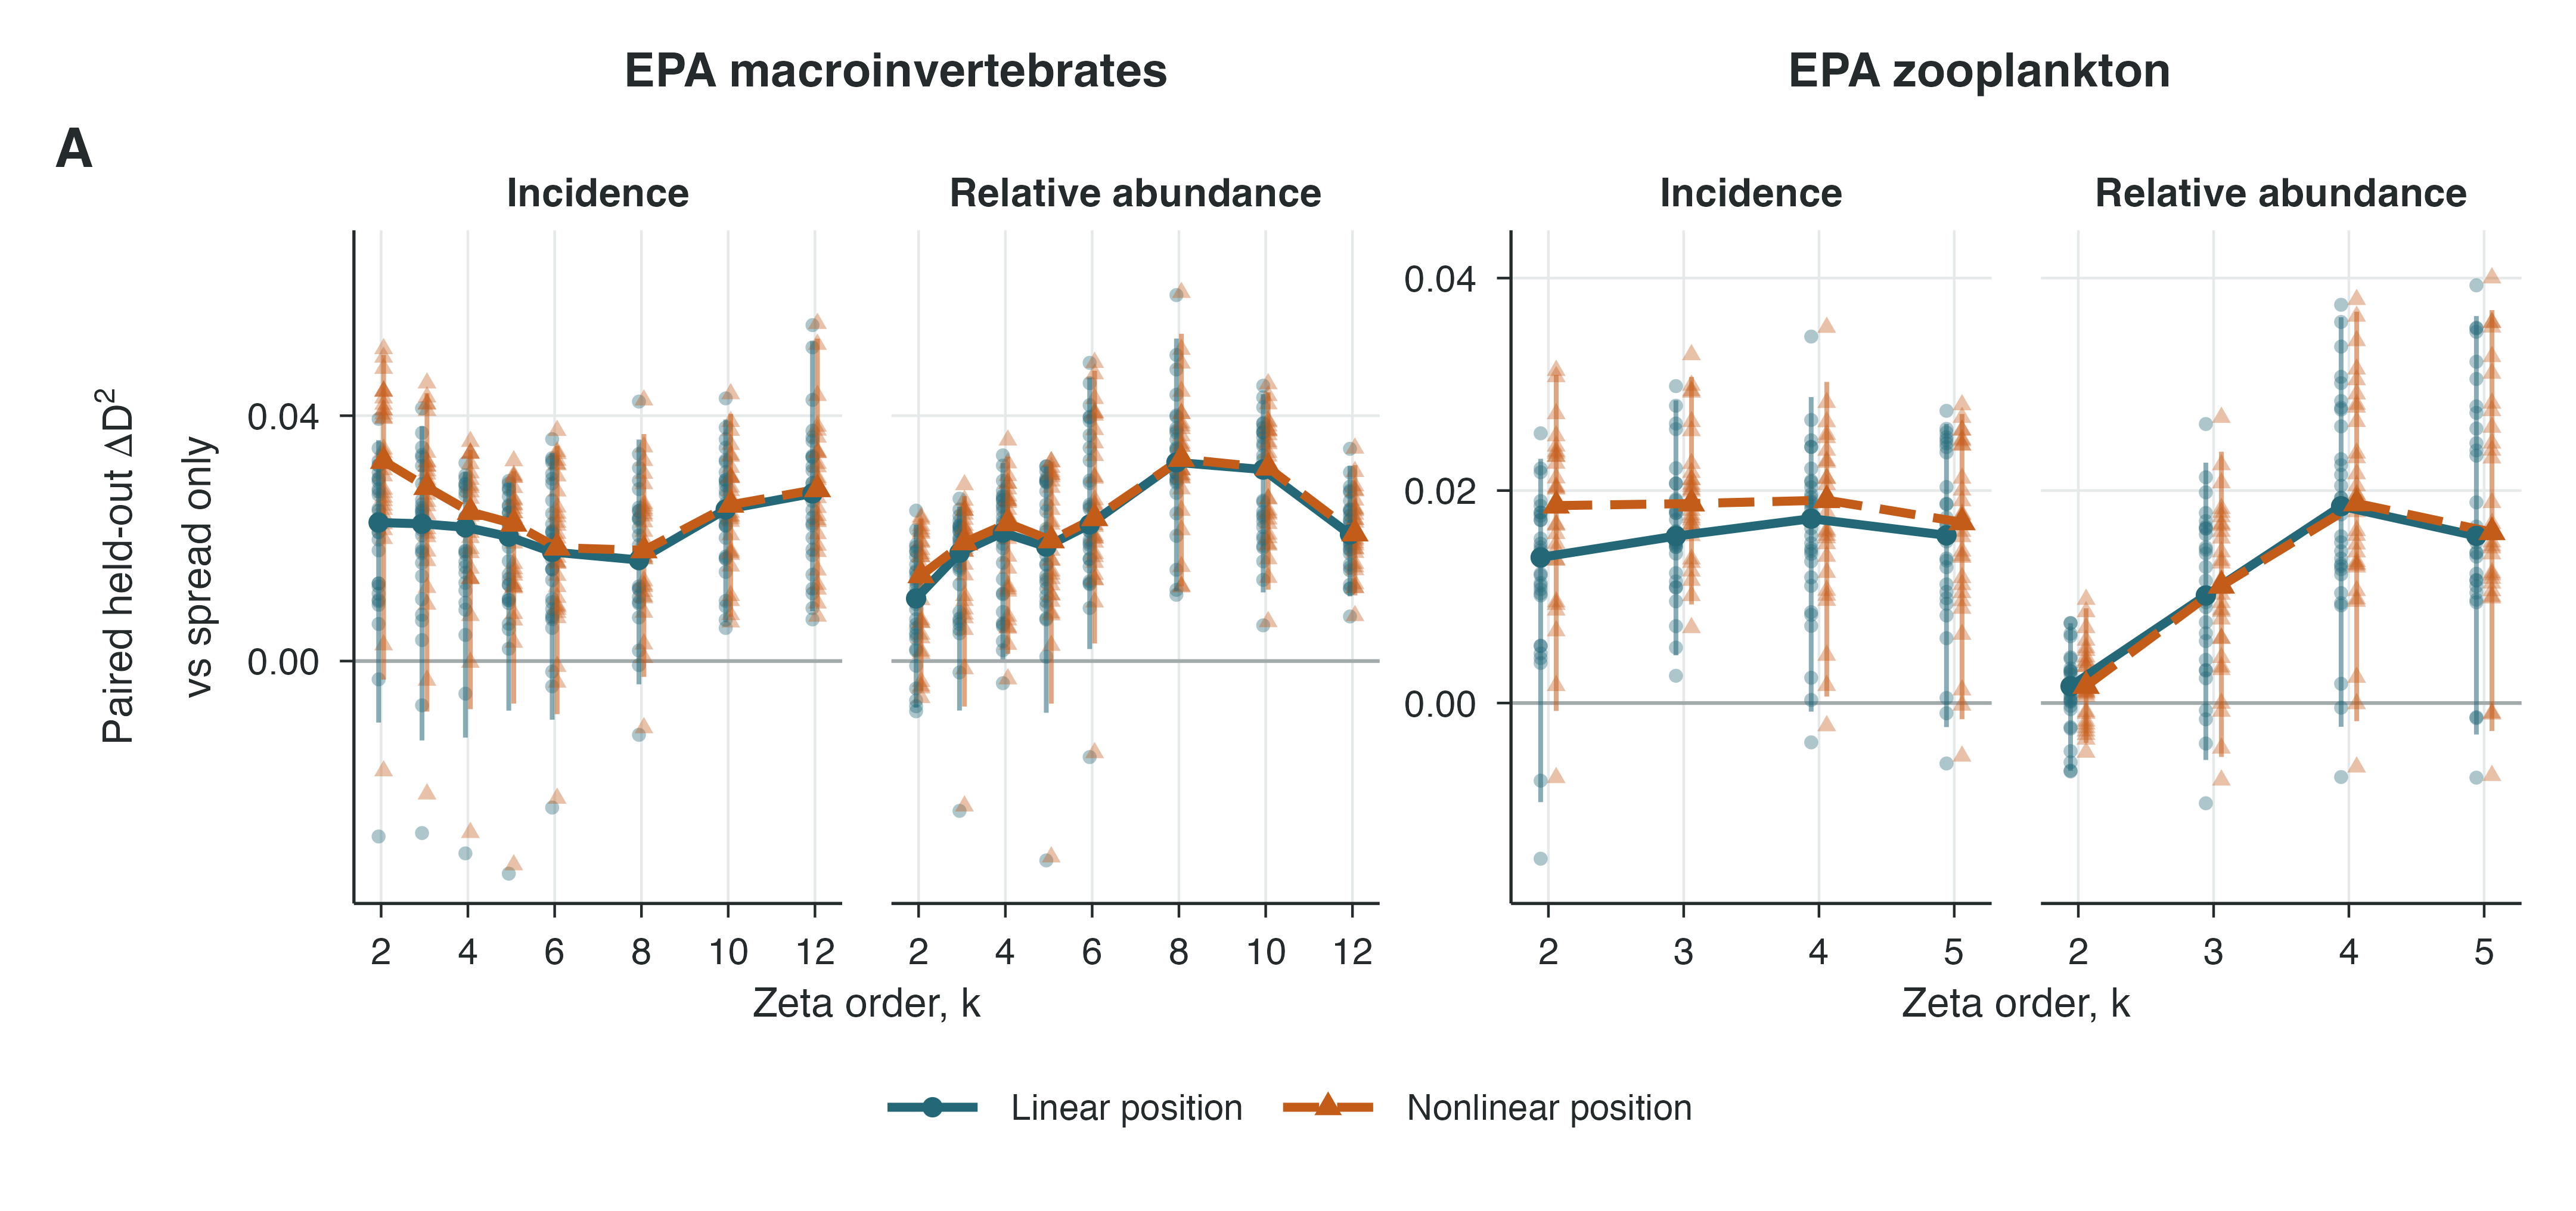 EPA macroinvertebrates
EPA zooplankton
A
Incidence
Relative abundance
Incidence
Relative abundance
Paired held-out ΔD²
vs spread only
0.04
0.00
0.04
0.02
0.00
2 4 6 8 10 12
2 4 6 8 10 12
2 3 4 5
2 3 4 5
Zeta order, k
Zeta order, k
Linear position
Nonlinear position